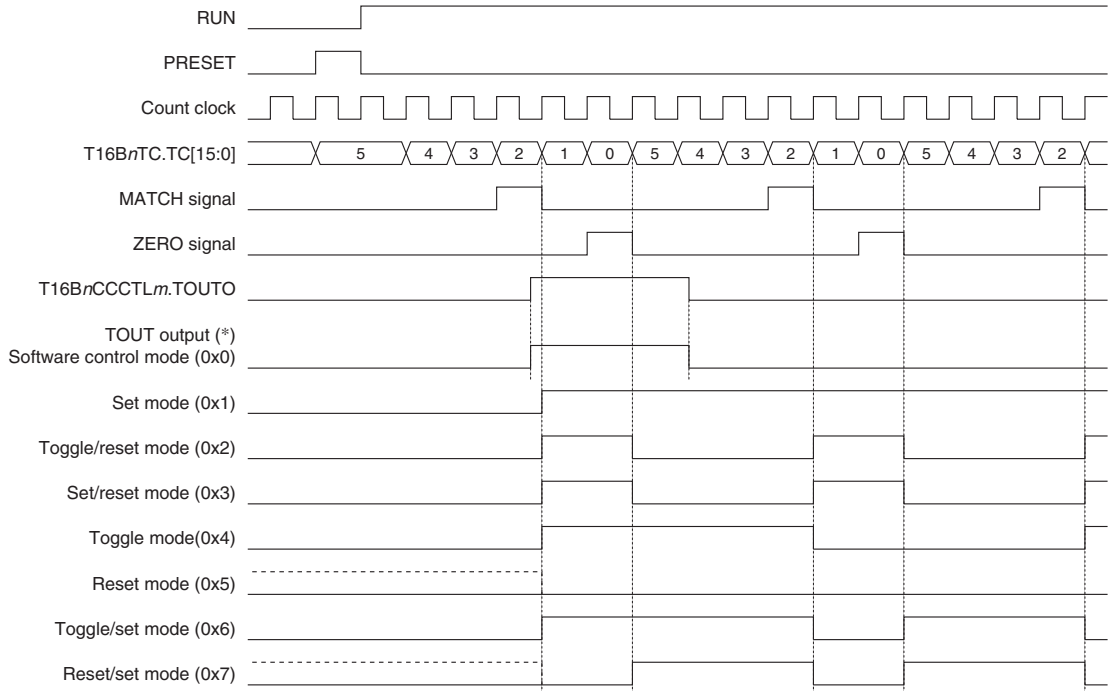 RUN
PRESET
Count clock
T16BnTC.TC[15:0] 5 4 3 2 1 0 5 4 3 2 1 0 5 4 3 2
MATCH signal
ZERO signal
T16BnCCCTLm.TOUTO
TOUT output (*)
Software control mode (0x0)
Set mode (0x1)
Toggle/reset mode (0x2)
Set/reset mode (0x3)
Toggle mode(0x4)
Reset mode (0x5)
Toggle/set mode (0x6)
Reset/set mode (0x7)